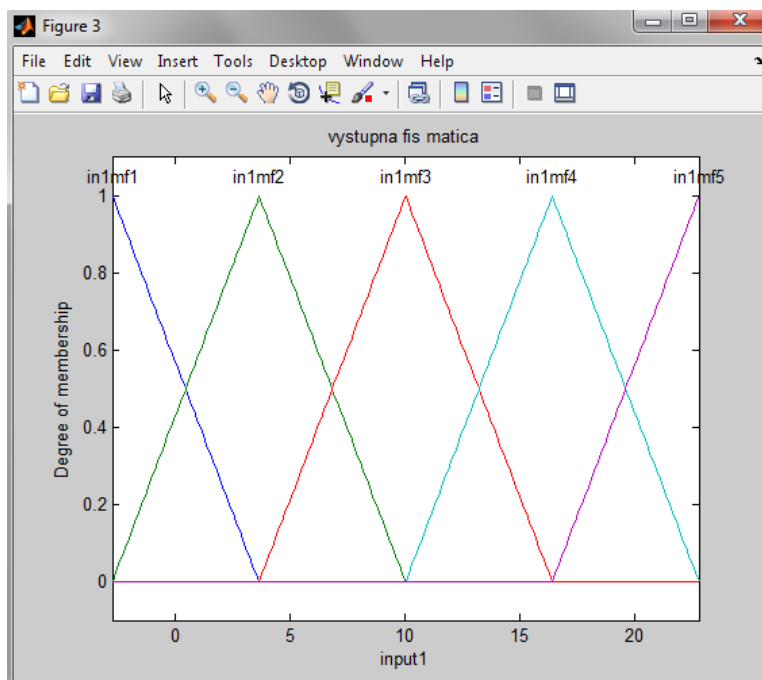 Figure 3
File Edit View Insert Tools Desktop Window Help
vystupna fis matica
in1mf1 in1mf2 in1mf3 in1mf4 in1mf5
1
0.8
0.6
0.4
0.2
0
Degree of membership
0 5 10 15 20
input1